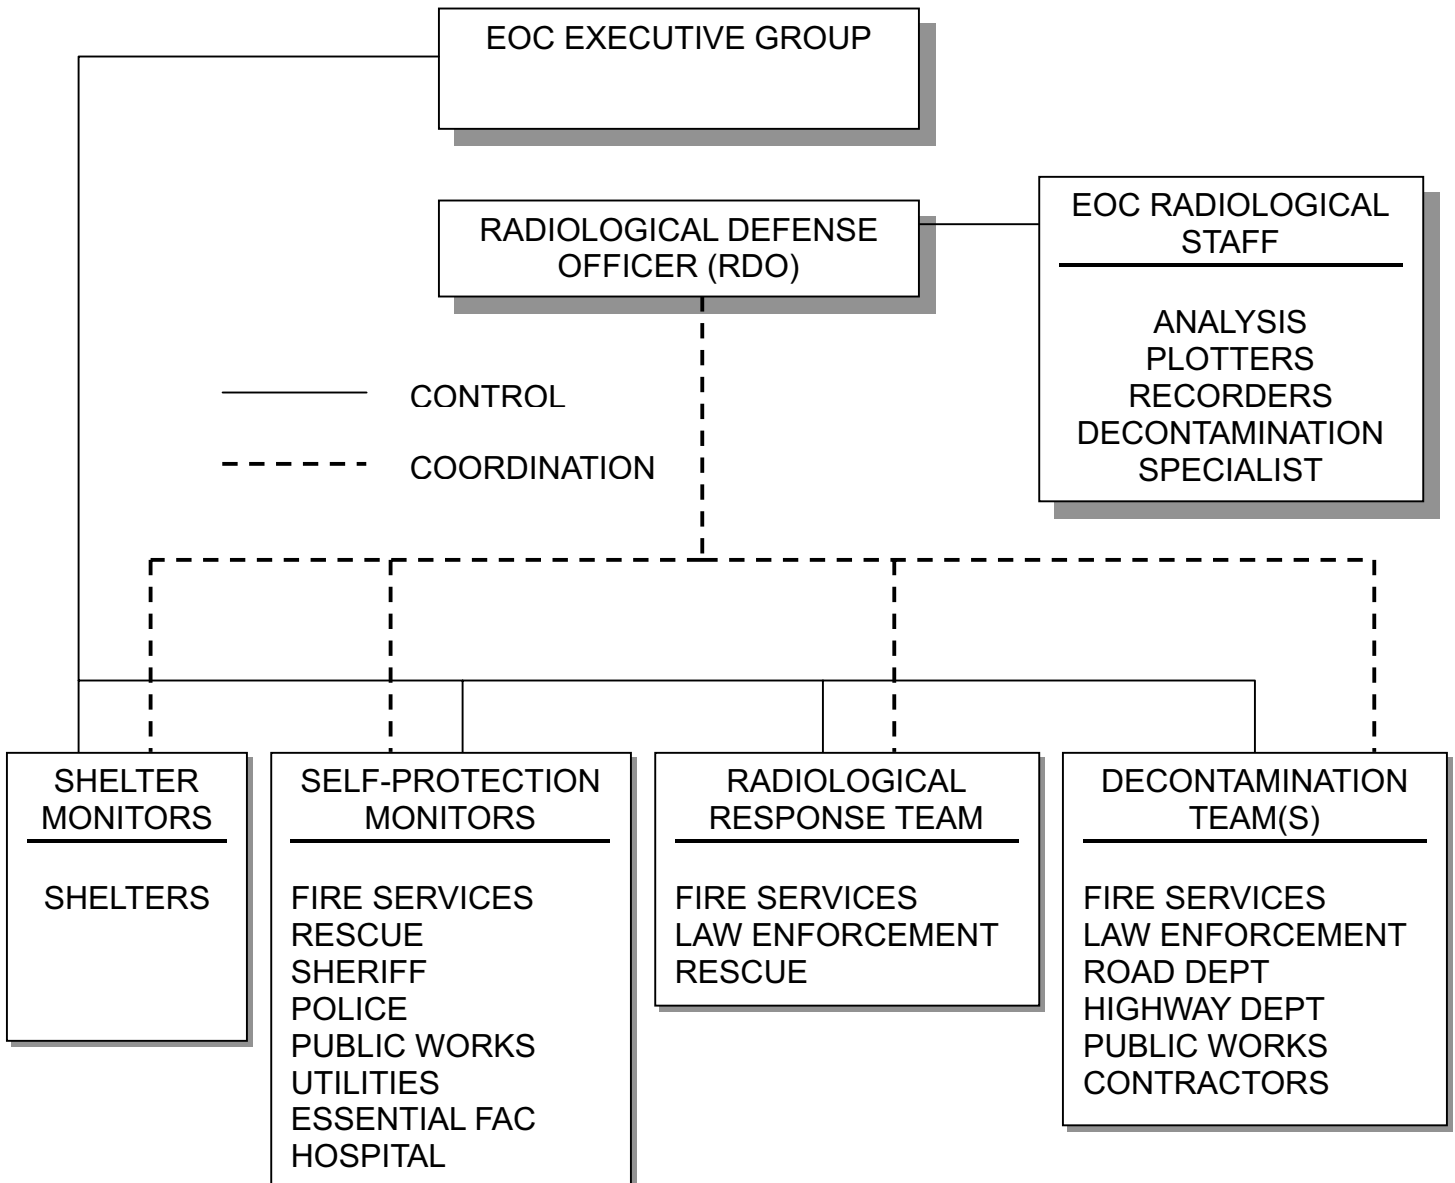 EOC EXECUTIVE GROUP
RADIOLOGICAL DEFENSE
OFFICER (RDO)
EOC RADIOLOGICAL
STAFF
ANALYSIS
PLOTTERS
RECORDERS
DECONTAMINATION
SPECIALIST
CONTROL
COORDINATION
SHELTER
MONITORS
SHELTERS
SELF-PROTECTION
MONITORS
FIRE SERVICES
RESCUE
SHERIFF
POLICE
PUBLIC WORKS
UTILITIES
ESSENTIAL FAC
HOSPITAL
RADIOLOGICAL
RESPONSE TEAM
FIRE SERVICES
LAW ENFORCEMENT
RESCUE
DECONTAMINATION
TEAM(S)
FIRE SERVICES
LAW ENFORCEMENT
ROAD DEPT
HIGHWAY DEPT
PUBLIC WORKS
CONTRACTORS